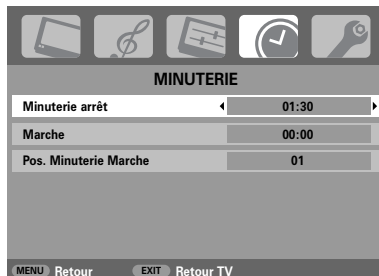 MINUTERIE
Minuterie arrêt 01:30
Marche 00:00
Pos. Minuterie Marche 01
MENU Retour EXIT Retour TV